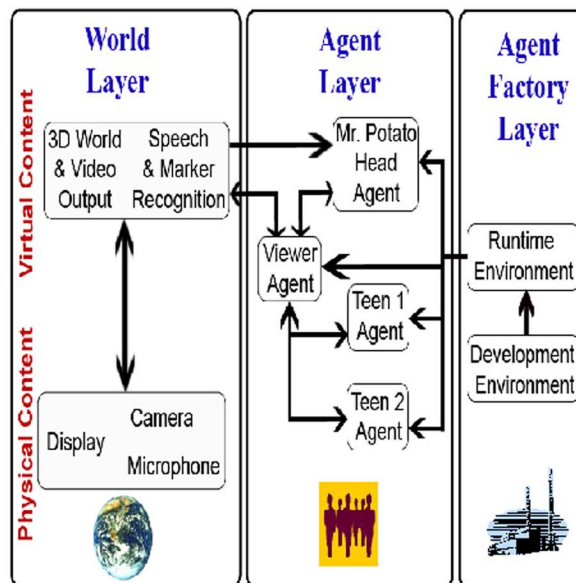 World
Layer
Agent
Layer
Agent
Factory
Layer
Virtual Content
Physical Content
3D World
& Video
Output
Speech
& Marker
Recognition
Mr. Potato
Head
Agent
Viewer
Agent
Teen 1
Agent
Teen 2
Agent
Runtime
Environment
Development
Environment
Display
Camera
Microphone